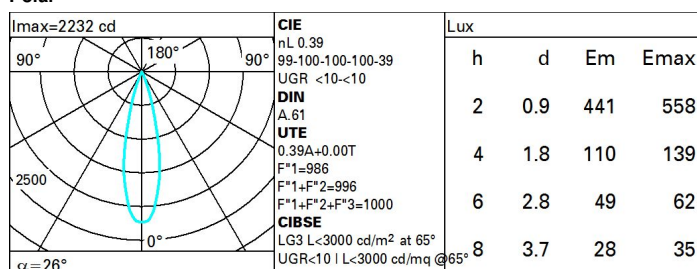 Imax=2232 cd
90°
180°
90°
2500
0°
α=26°
CIE
nL 0.39
99-100-100-100-39
UGR <10-<10
DIN
A.61
UTE
0.39A+0.00T
F"1=986
F"1+F"2=996
F"1+F"2+F"3=1000
CIBSE
LG3 L<3000 cd/m² at 65°
UGR<10 | L<3000 cd/mq @65°
Lux
h d Em Emax
2 0.9 441 558
4 1.8 110 139
6 2.8 49 62
8 3.7 28 35